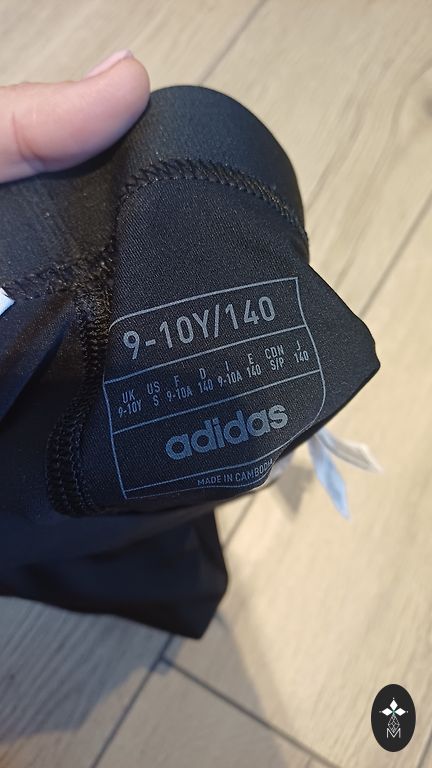 9-10Y/140
UK US F D I E CDN J
9-10Y S 9-10A 140 9-10A 140 S/P 140
adidas
MADE IN CAMBODIA
M